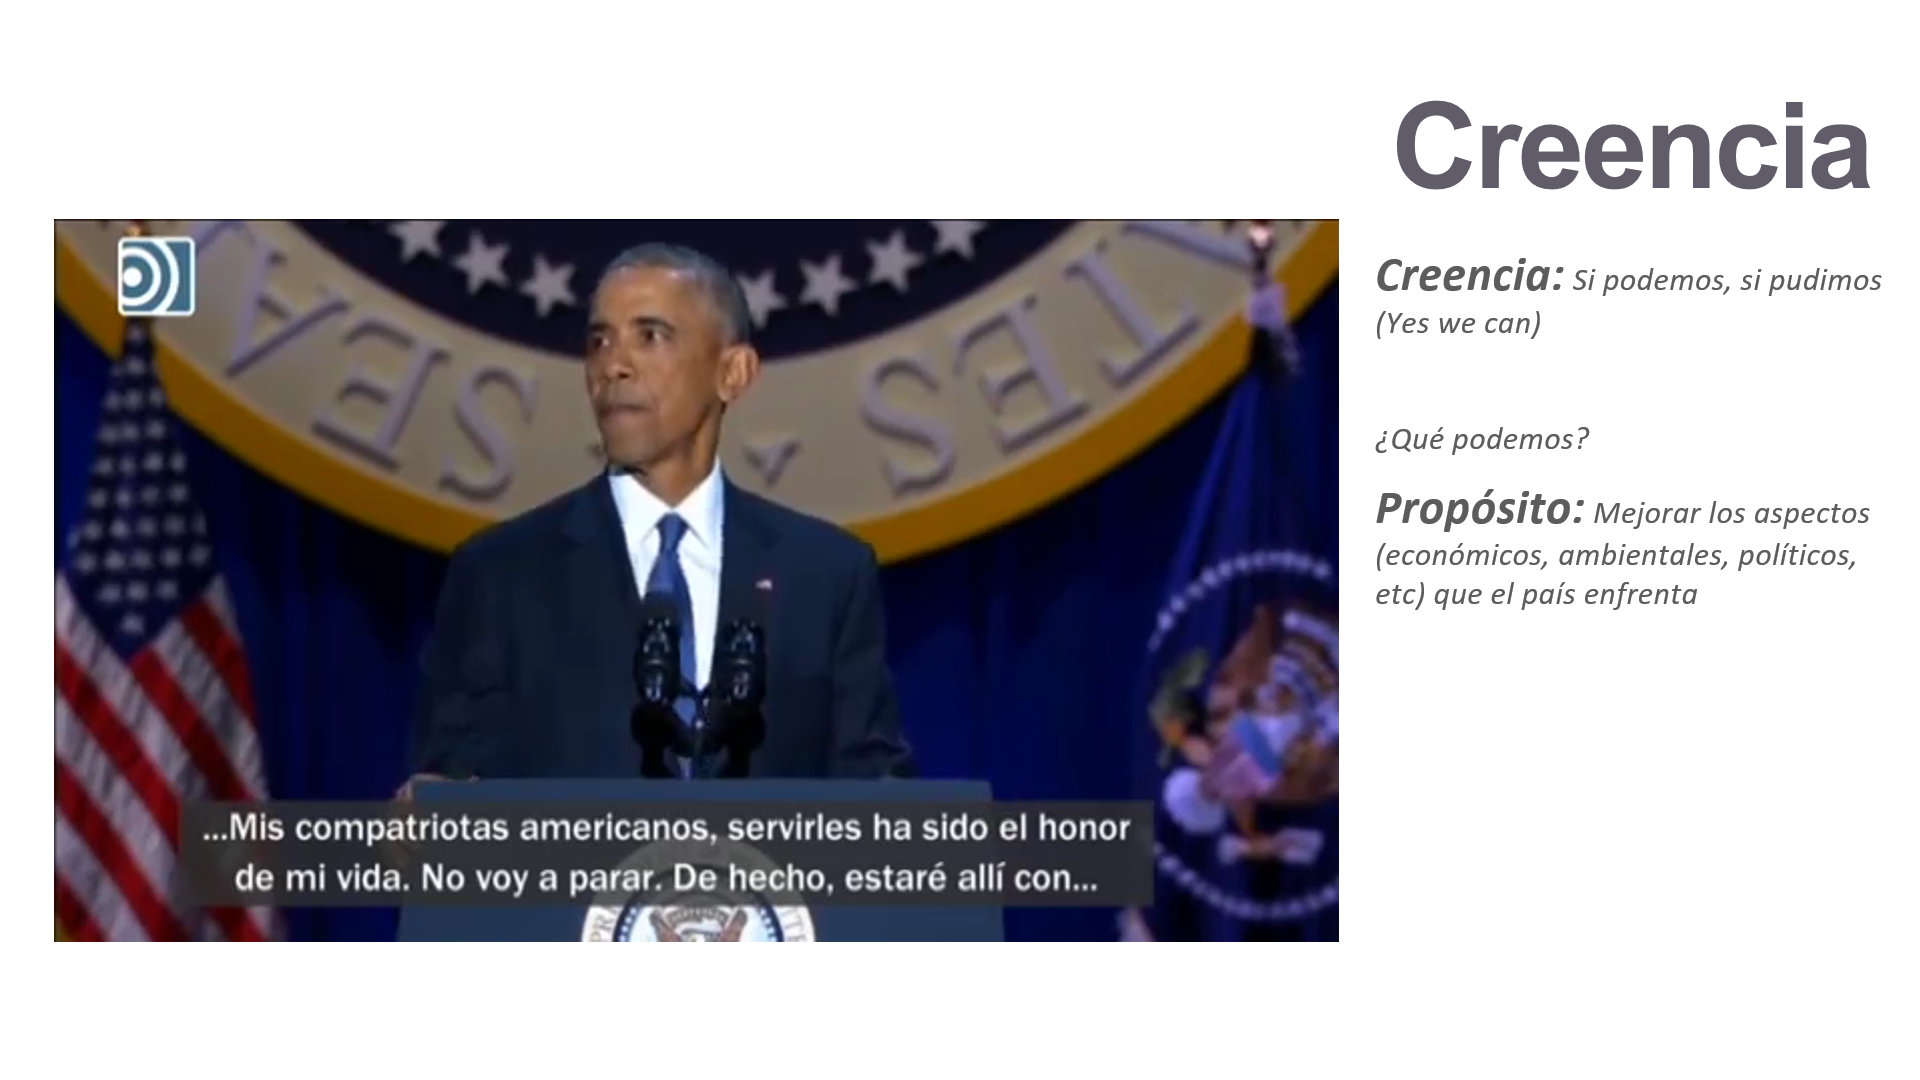 Creencia
Creencia: Si podemos, si pudimos
(Yes we can)
¿Qué podemos?
Propósito: Mejorar los aspectos
(económicos, ambientales, políticos,
etc) que el país enfrenta
...Mis compatriotas americanos, servirles ha sido el honor
de mi vida. No voy a parar. De hecho, estaré allí con...